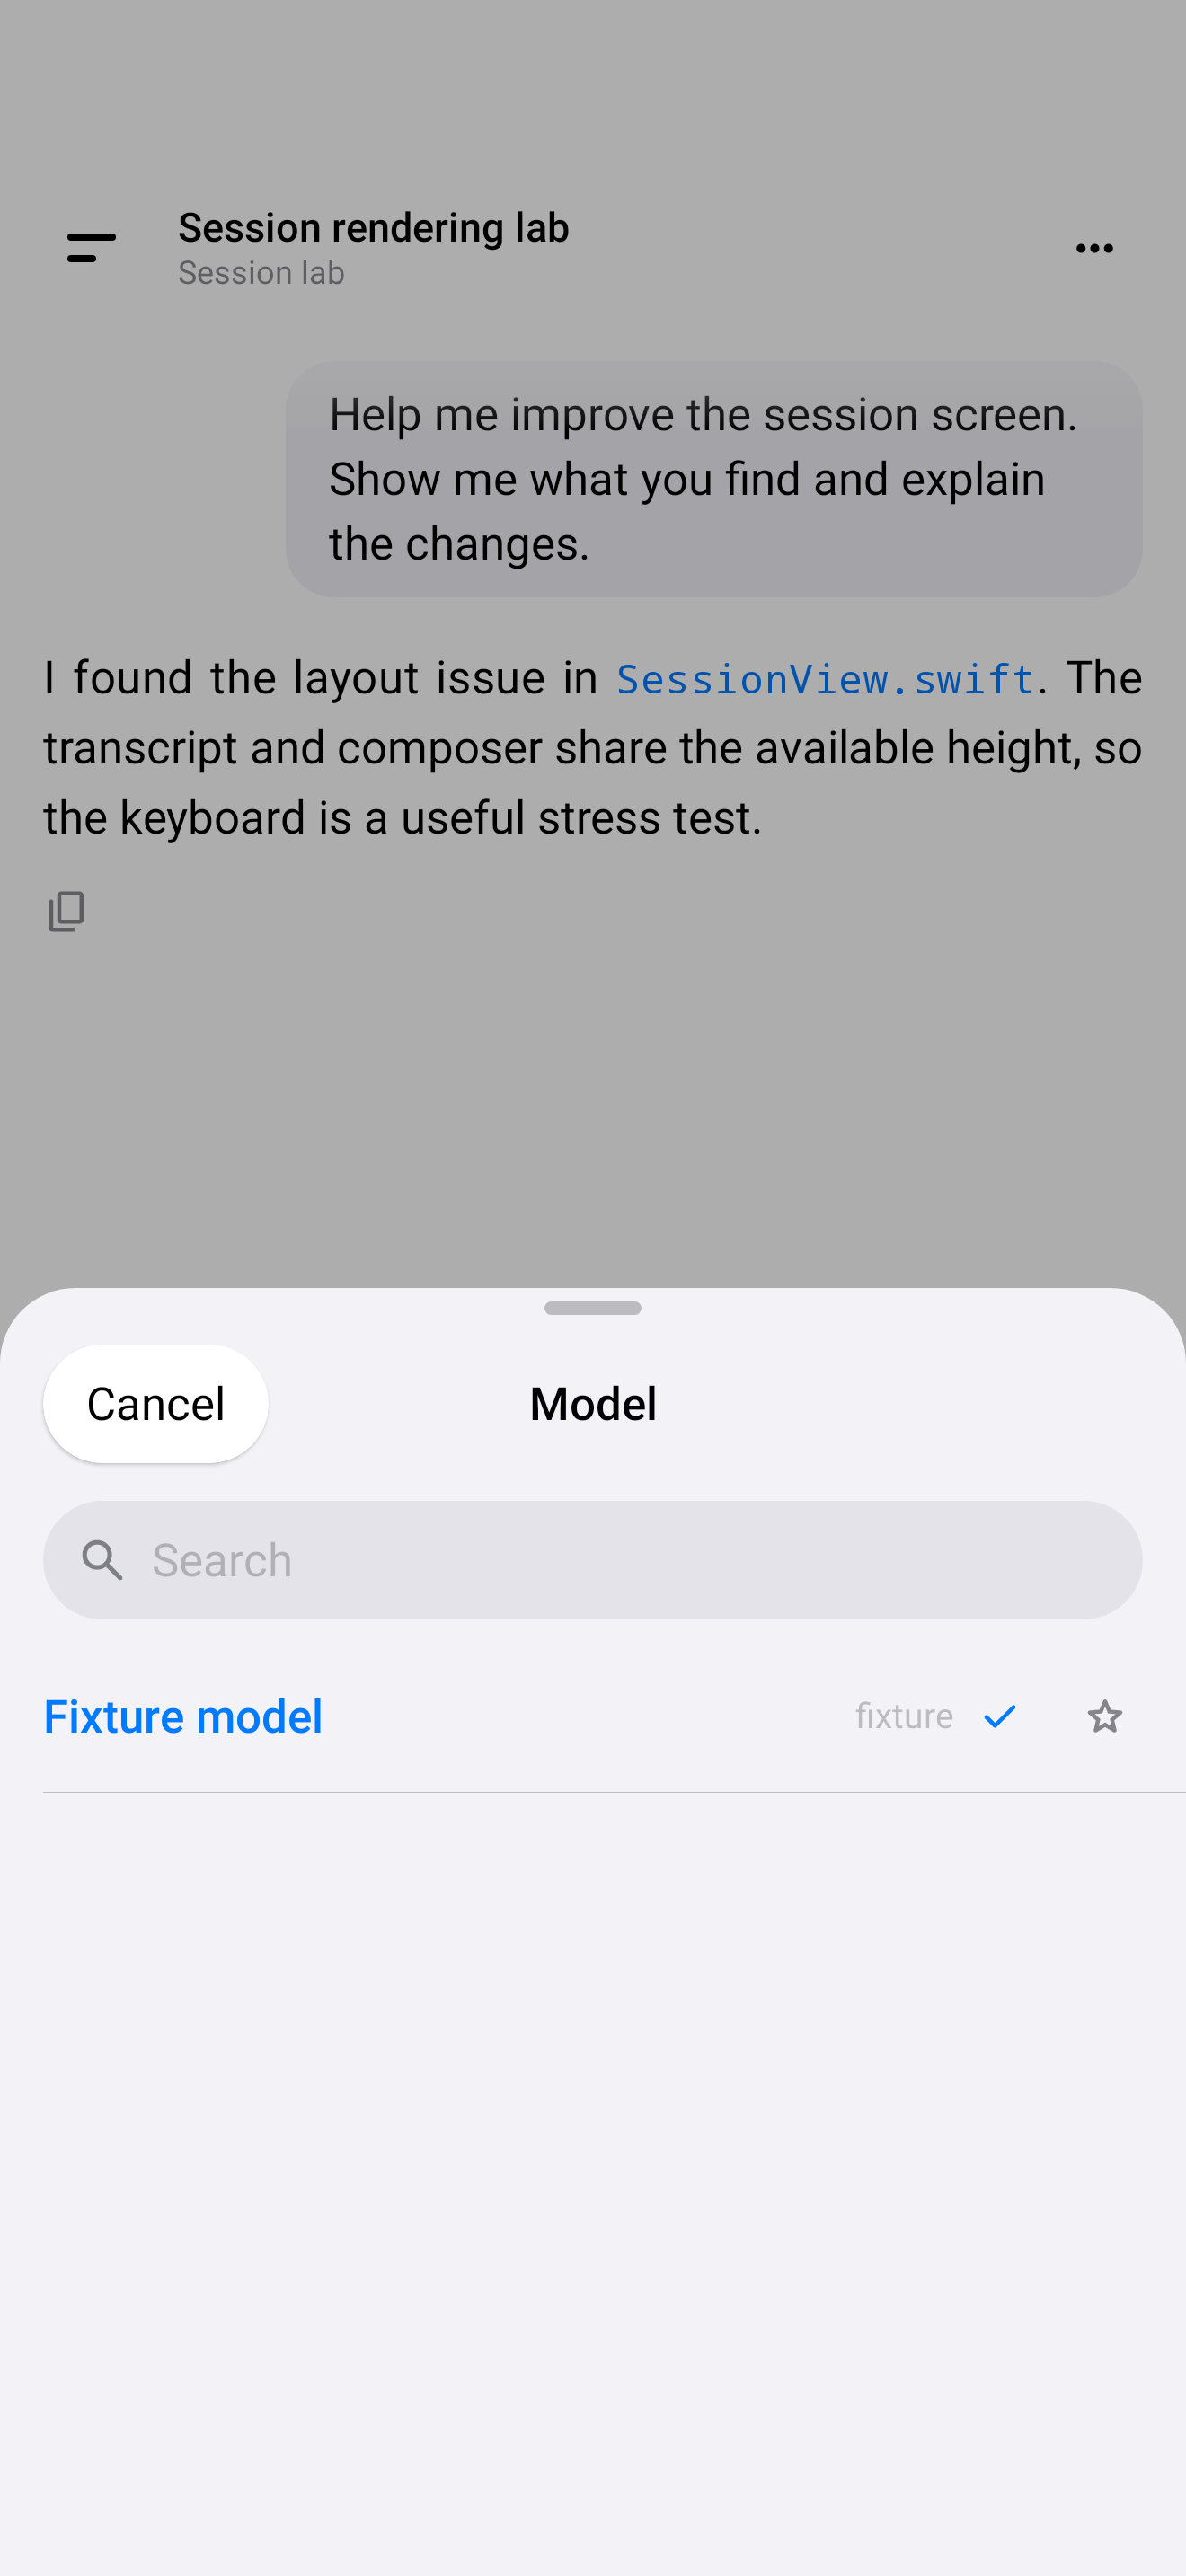 Session rendering lab
Session lab
Help me improve the session screen.
Show me what you find and explain
the changes.
I found the layout issue in SessionView.swift. The
transcript and composer share the available height, so
the keyboard is a useful stress test.
Cancel
Model
Search
Fixture model
fixture